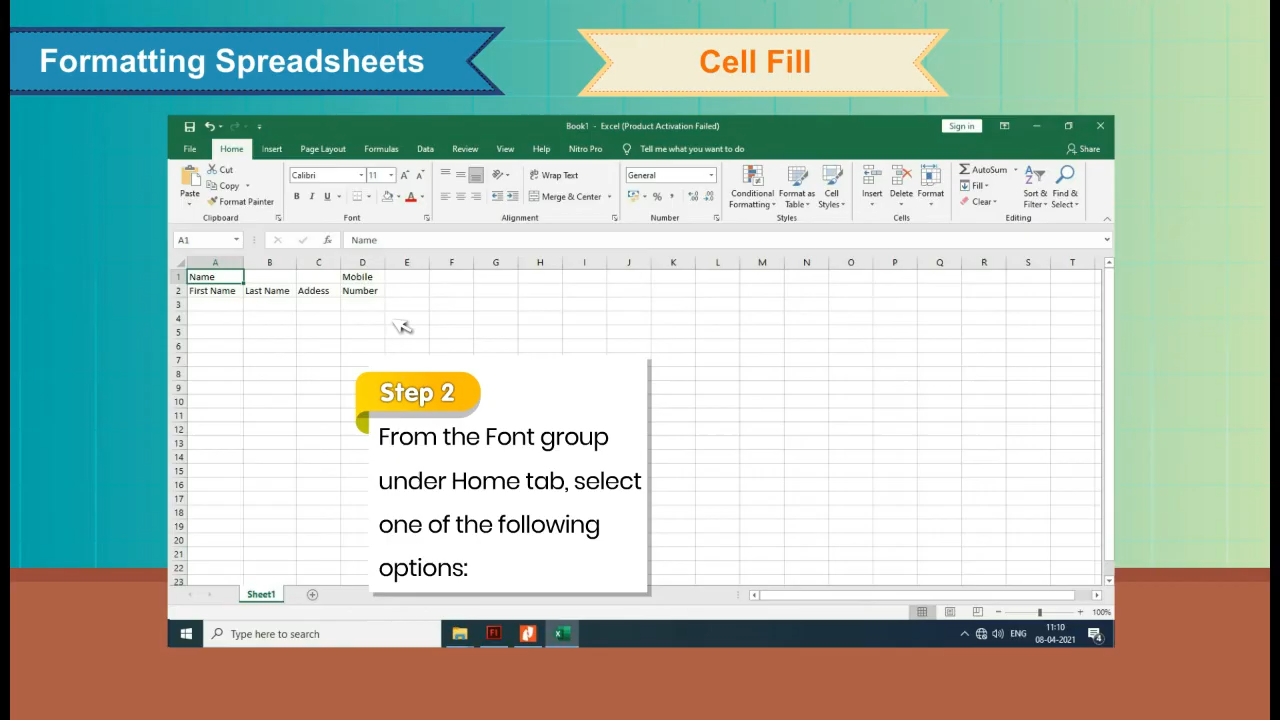 Formatting Spreadsheets
Cell Fill
Book1 - Excel (Product Activation Failed)
Sign in
File Home Insert Page Layout Formulas Data Review View Help Nitro Pro Tell me what you want to do
Share
Paste
Cut
Copy
Format Painter
Clipboard
Calibri 11
B I U
Font
Wrap Text
Merge & Center
Alignment
General
%
Number
Conditional Formatting
Format as Table
Cell Styles
Styles
Insert Delete Format
Cells
AutoSum
Fill
Clear
Sort & Filter
Find & Select
Editing
A1
fx
Name
A B C D E F G H I J K L M N O P Q R S T
1 Name Mobile
2 First Name Last Name Addess Number
3
4
5
6
7
8
9
10
11
12
13
14
15
16
17
18
19
20
21
22
23
Step 2
From the Font group
under Home tab, select
one of the following
options:
Sheet1
100%
Type here to search
ENG
11:10
08-04-2021
4